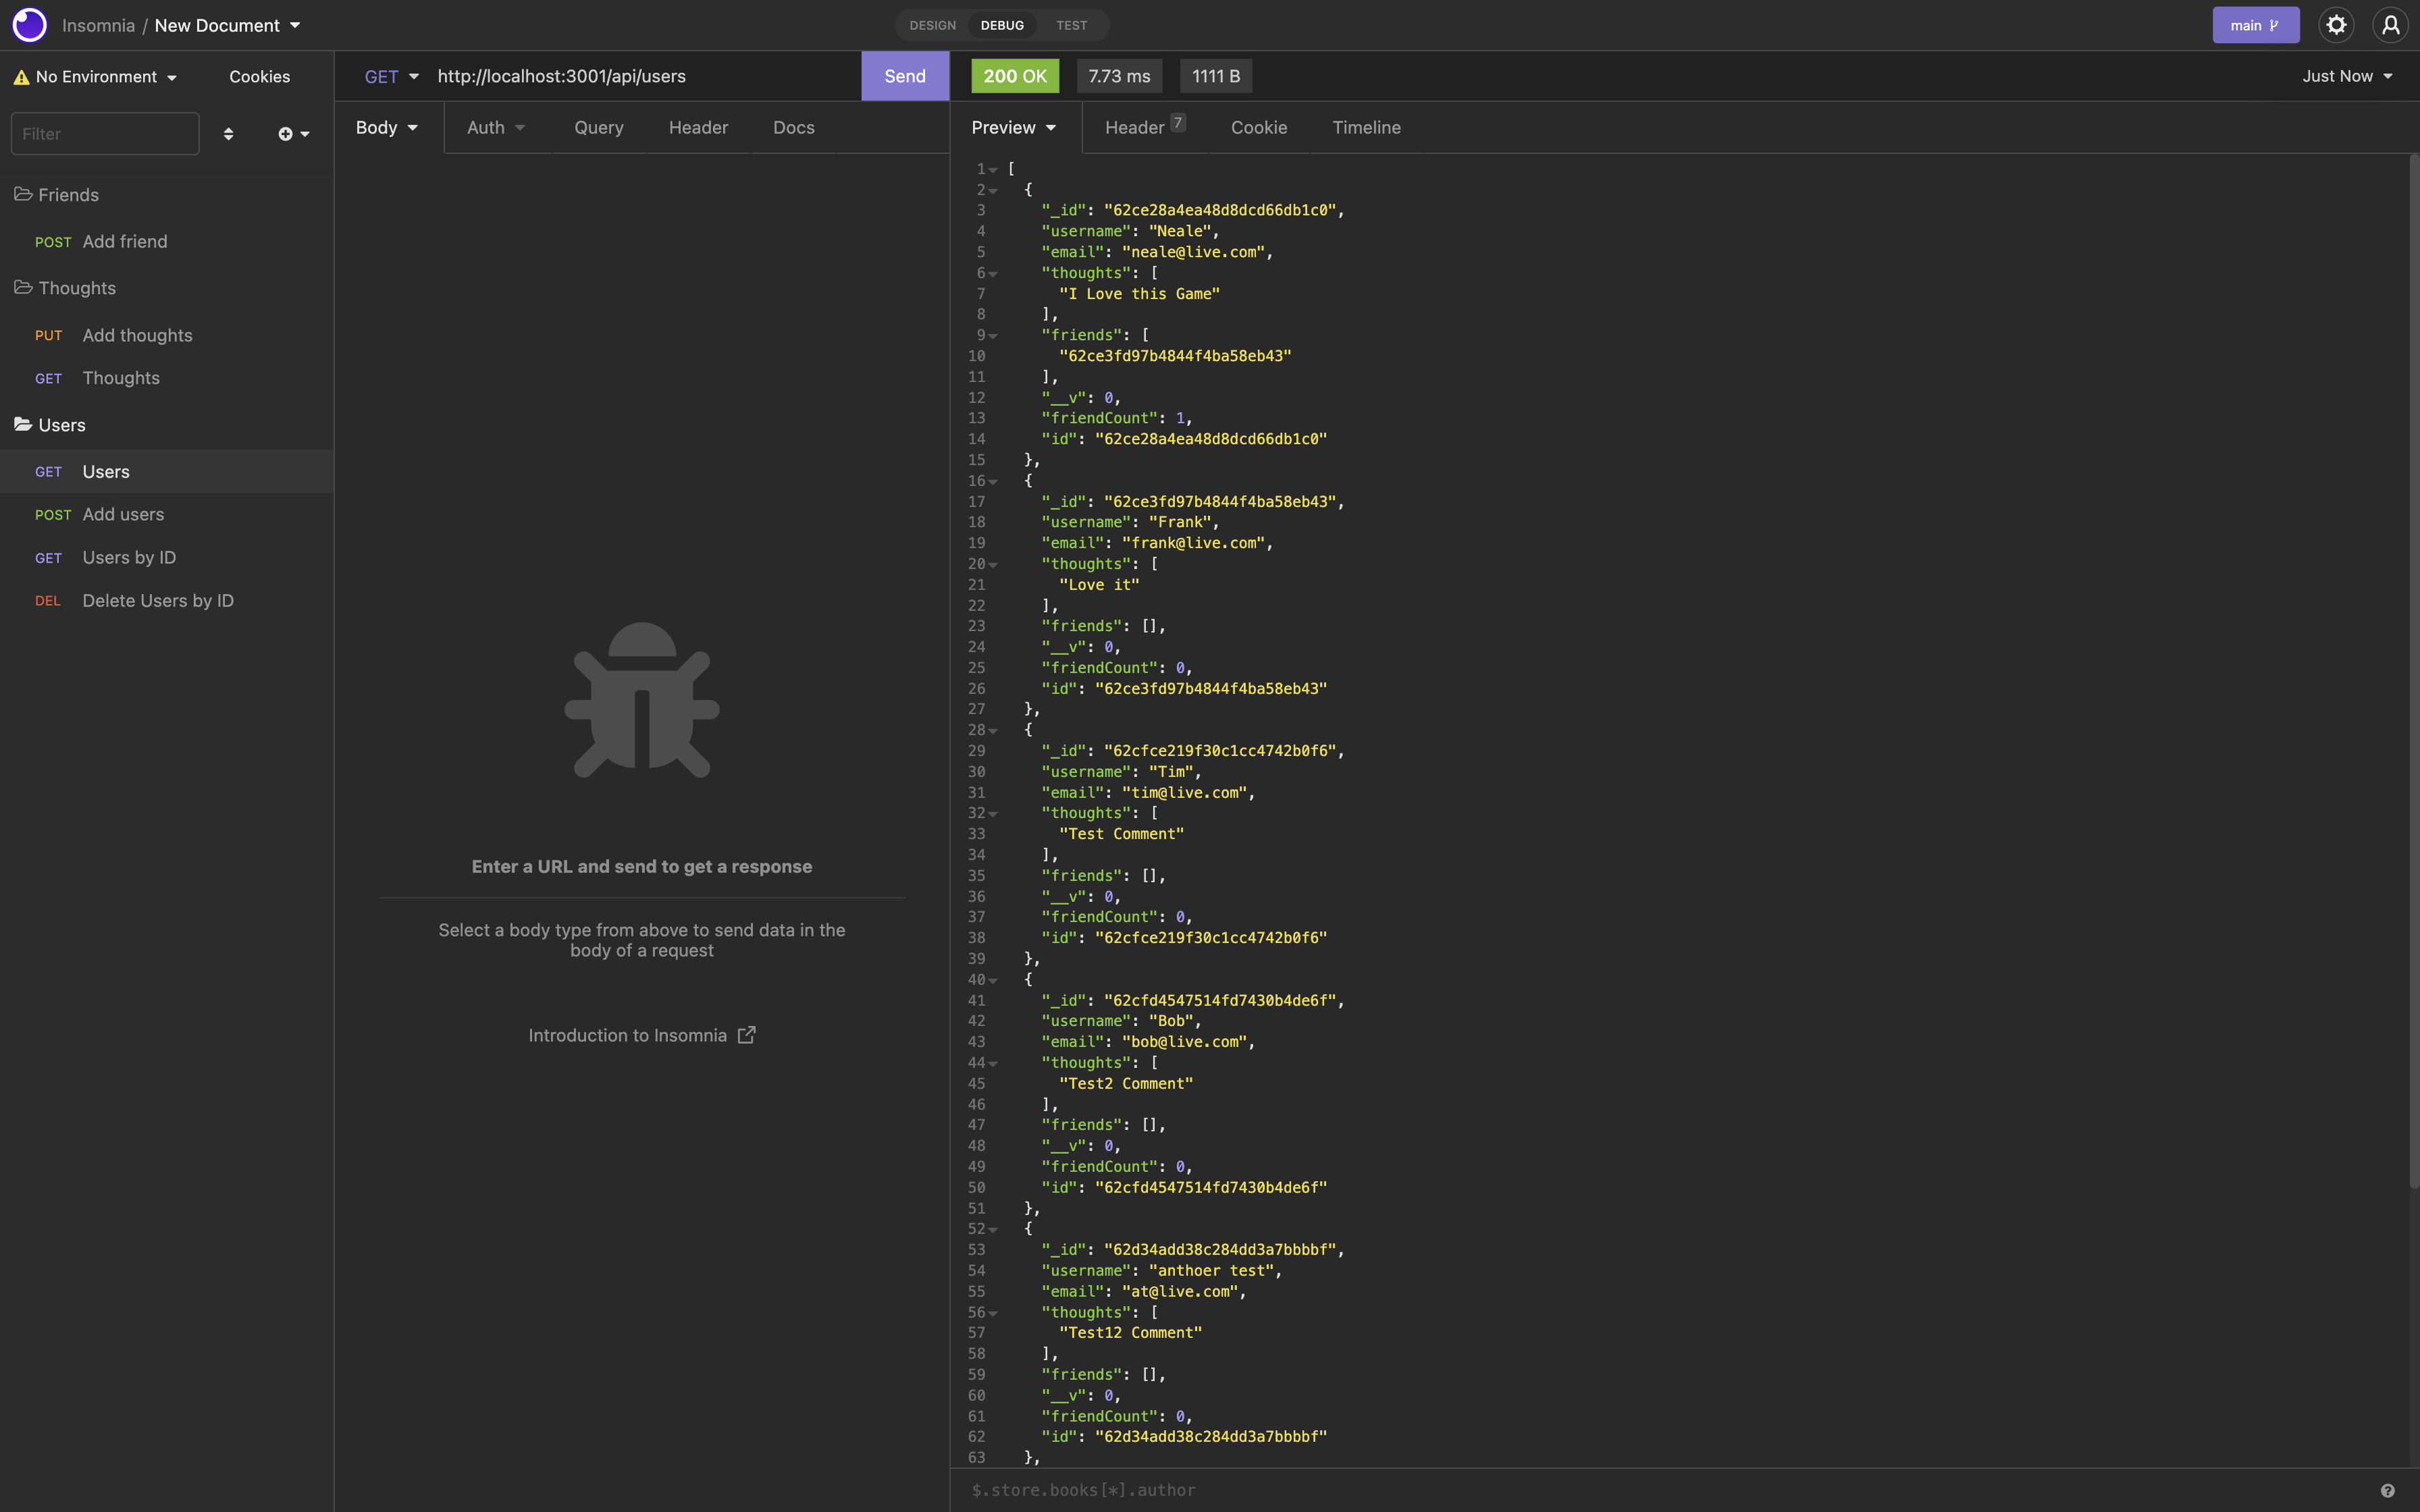 Insomnia / New Document
DESIGN DEBUG TEST
main
No Environment Cookies
GET http://localhost:3001/api/users Send
200 OK 7.73 ms 1111 B Just Now
Filter
Body Auth Query Header Docs
Preview Header 7 Cookie Timeline
Friends
POST Add friend
Thoughts
PUT Add thoughts
GET Thoughts
Users
GET Users
POST Add users
GET Users by ID
DEL Delete Users by ID
Enter a URL and send to get a response
Select a body type from above to send data in the
body of a request
Introduction to Insomnia
1 [
2 {
3 "_id": "62ce28a4ea48d8dcd66db1c0",
4 "username": "Neale",
5 "email": "neale@live.com",
6 "thoughts": [
7 "I Love this Game"
8 ],
9 "friends": [
10 "62ce3fd97b4844f4ba58eb43"
11 ],
12 "__v": 0,
13 "friendCount": 1,
14 "id": "62ce28a4ea48d8dcd66db1c0"
15 },
16 {
17 "_id": "62ce3fd97b4844f4ba58eb43",
18 "username": "Frank",
19 "email": "frank@live.com",
20 "thoughts": [
21 "Love it"
22 ],
23 "friends": [],
24 "__v": 0,
25 "friendCount": 0,
26 "id": "62ce3fd97b4844f4ba58eb43"
27 },
28 {
29 "_id": "62cfce219f30c1cc4742b0f6",
30 "username": "Tim",
31 "email": "tim@live.com",
32 "thoughts": [
33 "Test Comment"
34 ],
35 "friends": [],
36 "__v": 0,
37 "friendCount": 0,
38 "id": "62cfce219f30c1cc4742b0f6"
39 },
40 {
41 "_id": "62cfd4547514fd7430b4de6f",
42 "username": "Bob",
43 "email": "bob@live.com",
44 "thoughts": [
45 "Test2 Comment"
46 ],
47 "friends": [],
48 "__v": 0,
49 "friendCount": 0,
50 "id": "62cfd4547514fd7430b4de6f"
51 },
52 {
53 "_id": "62d34add38c284dd3a7bbbbf",
54 "username": "anthoer test",
55 "email": "at@live.com",
56 "thoughts": [
57 "Test12 Comment"
58 ],
59 "friends": [],
60 "__v": 0,
61 "friendCount": 0,
62 "id": "62d34add38c284dd3a7bbbbf"
63 },
$.store.books[*].author